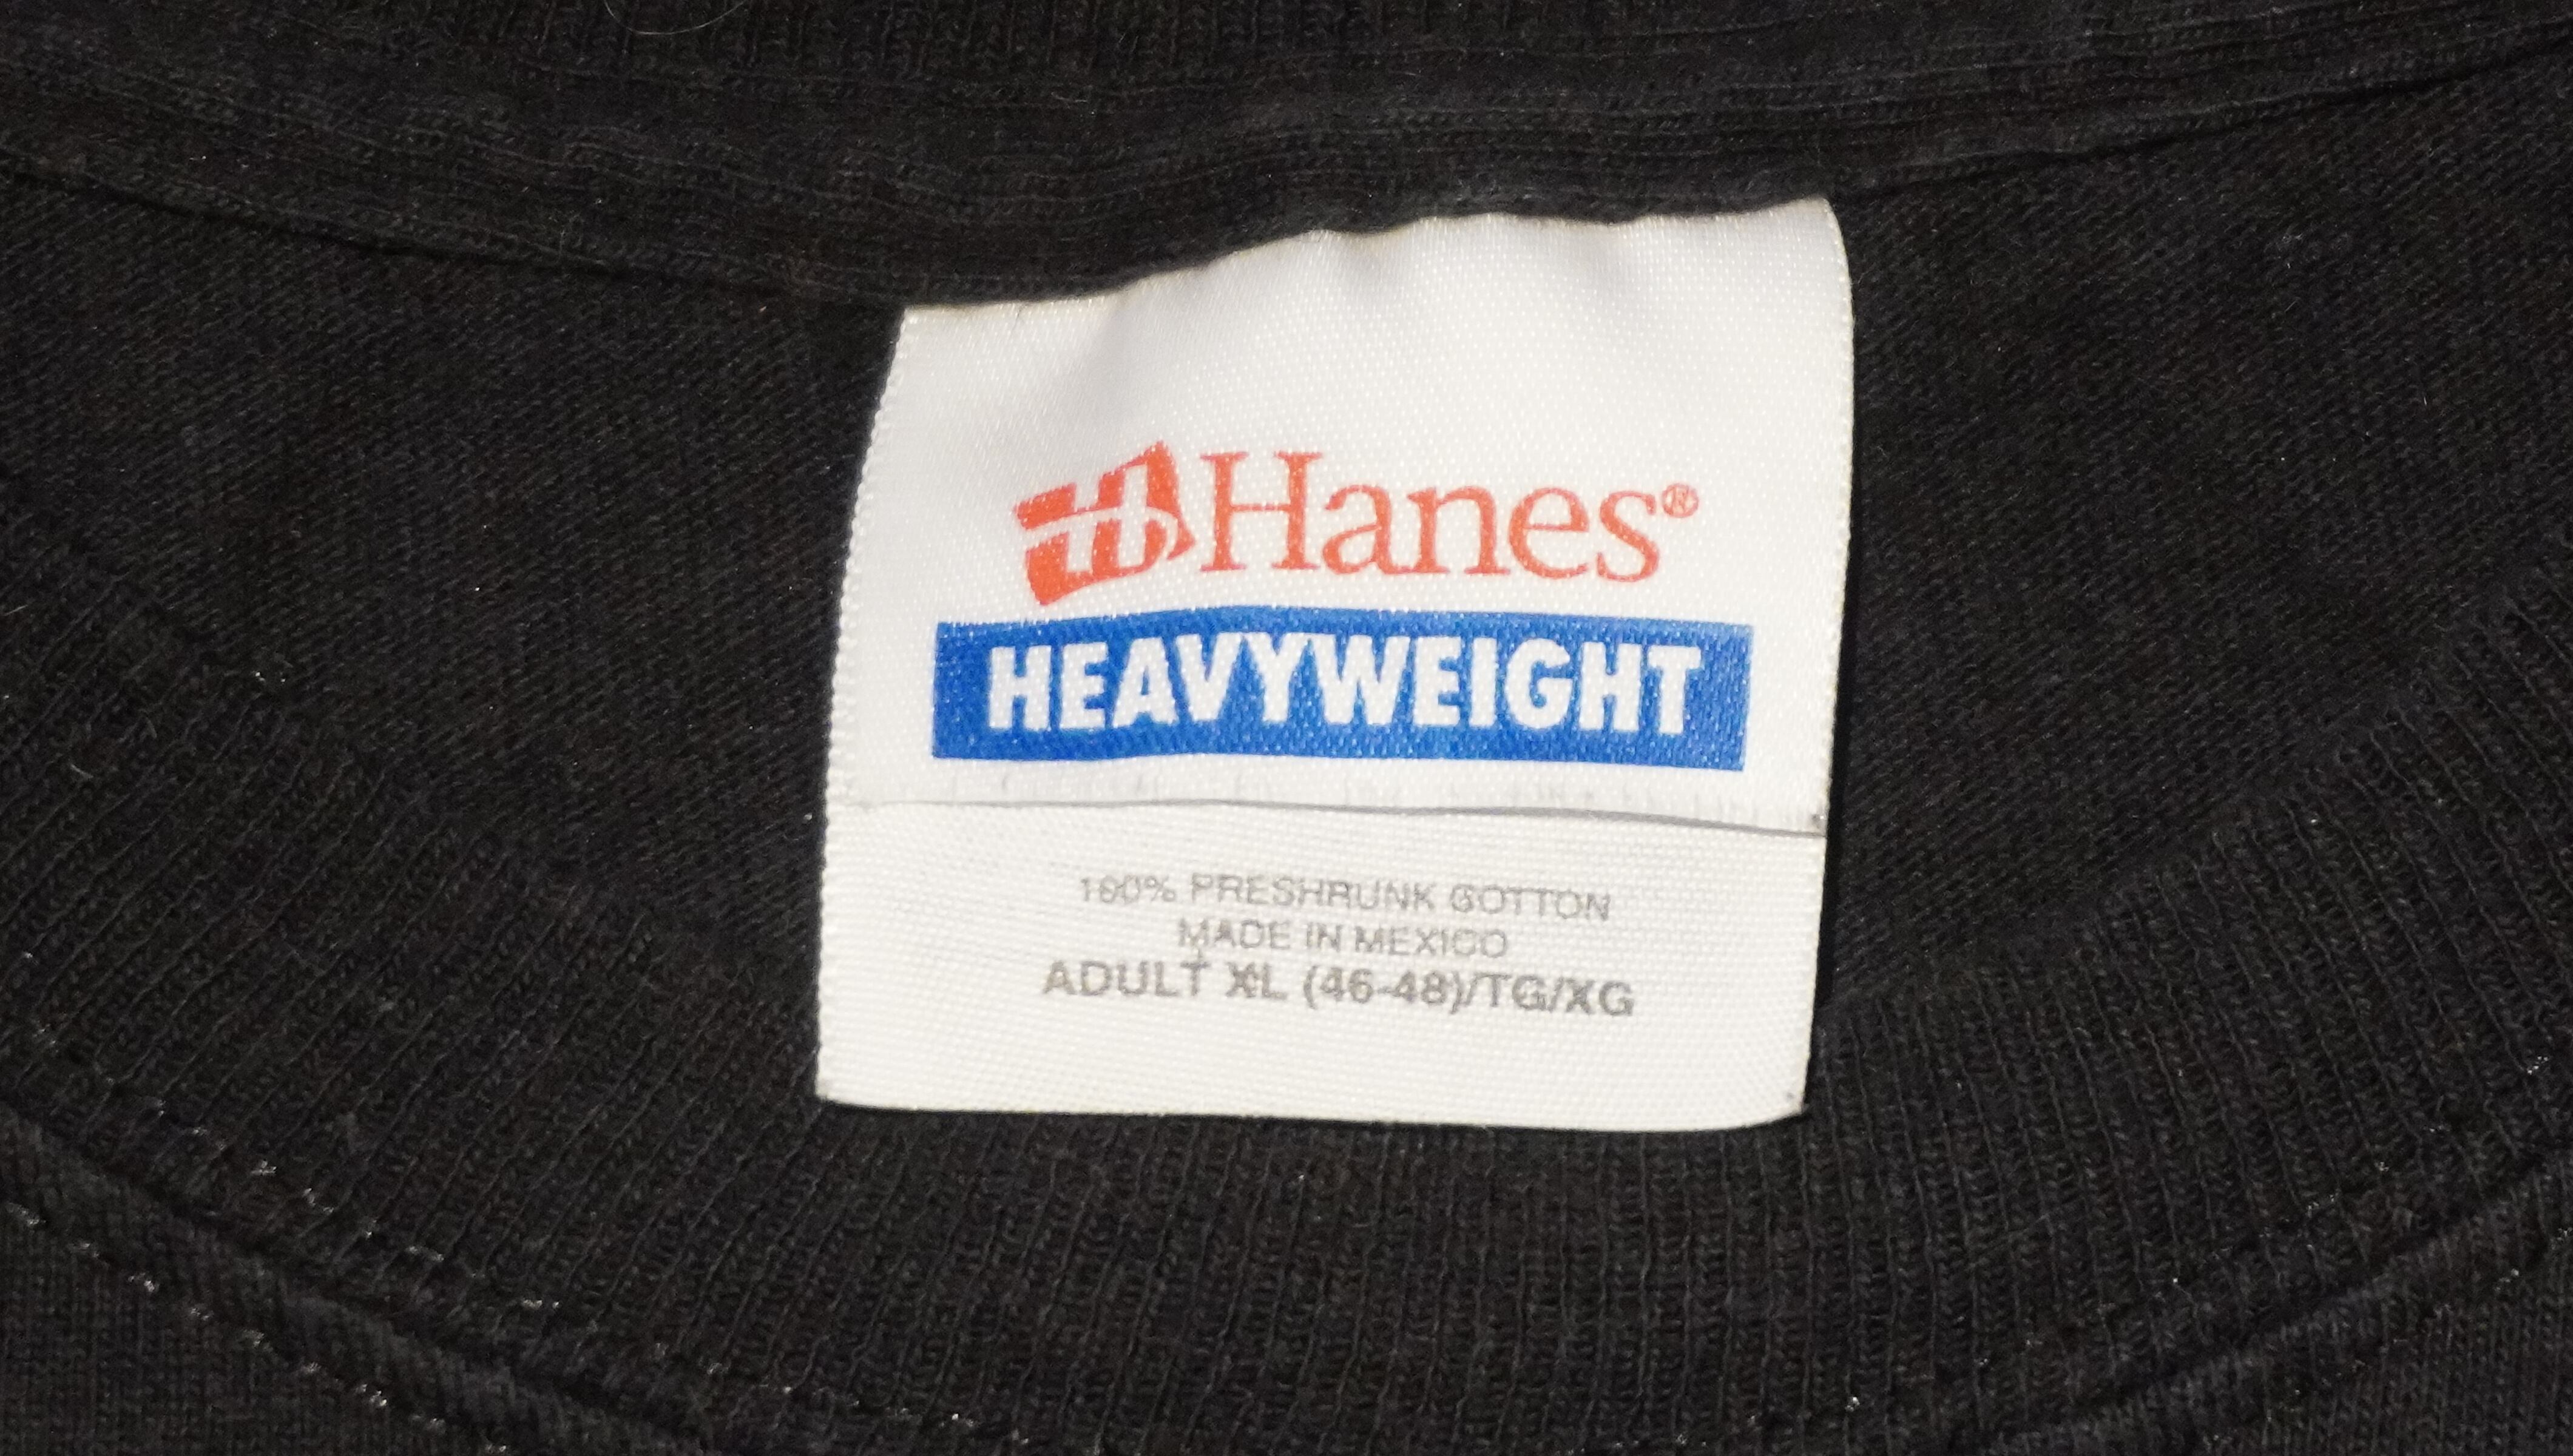 Hanes®
HEAVYWEIGHT
100% PRESHRUNK COTTON
MADE IN MEXICO
ADULT XL (46-48)/TG/XG